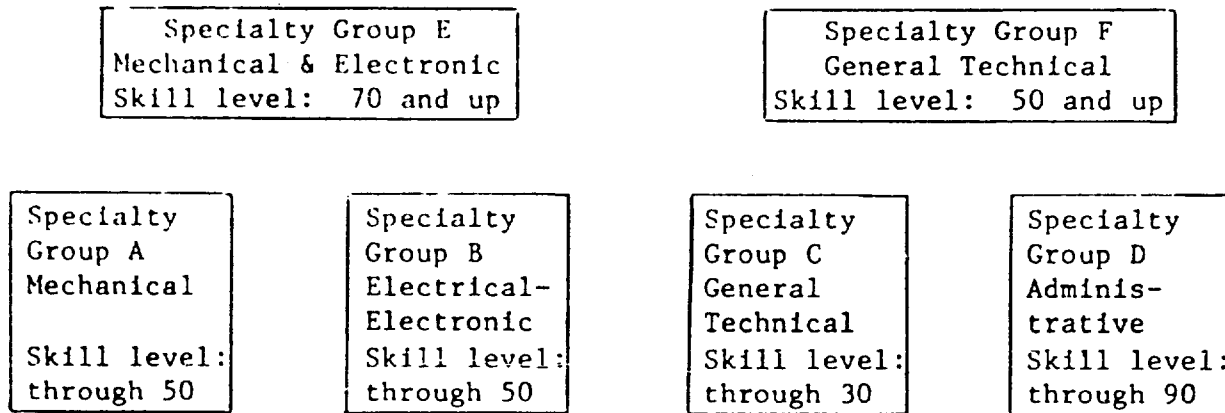 Specialty Group E
Mechanical & Electronic
Skill level: 70 and up
Specialty Group F
General Technical
Skill level: 50 and up
Specialty
Group A
Mechanical
Skill level:
through 50
Specialty
Group B
Electrical-
Electronic
Skill level:
through 50
Specialty
Group C
General
Technical
Skill level:
through 30
Specialty
Group D
Adminis-
trative
Skill level:
through 90